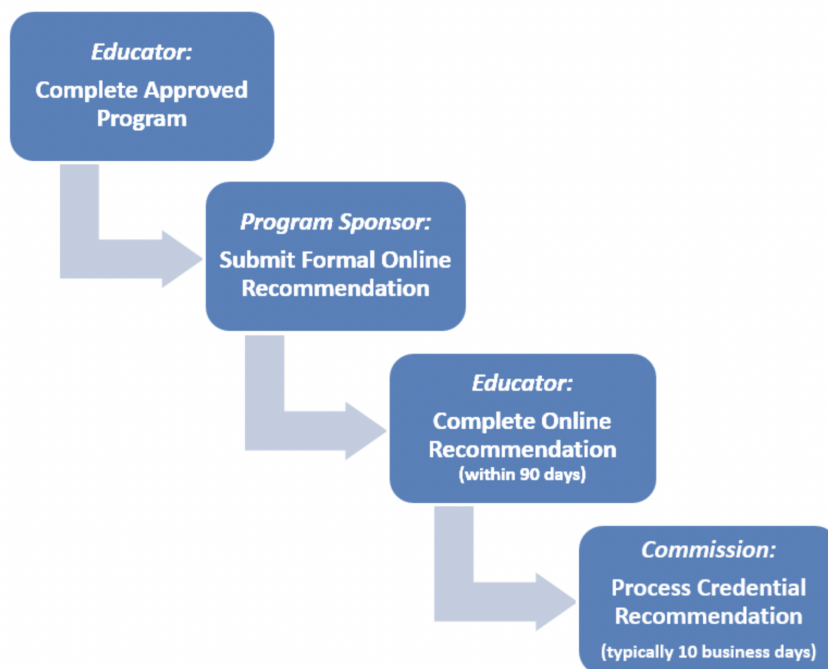 Educator:
Complete Approved
Program
Program Sponsor:
Submit Formal Online
Recommendation
Educator:
Complete Online
Recommendation
(within 90 days)
Commission:
Process Credential
Recommendation
(typically 10 business days)